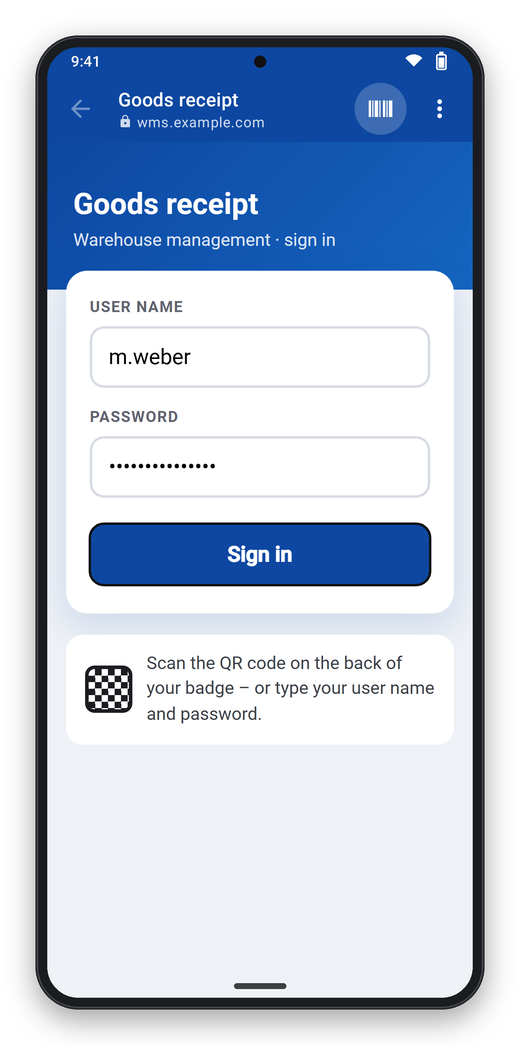 9:41
Goods receipt
wms.example.com
Goods receipt
Warehouse management · sign in
USER NAME
m.weber
PASSWORD
•••••••••••••••
Sign in
Scan the QR code on the back of
your badge – or type your user name
and password.